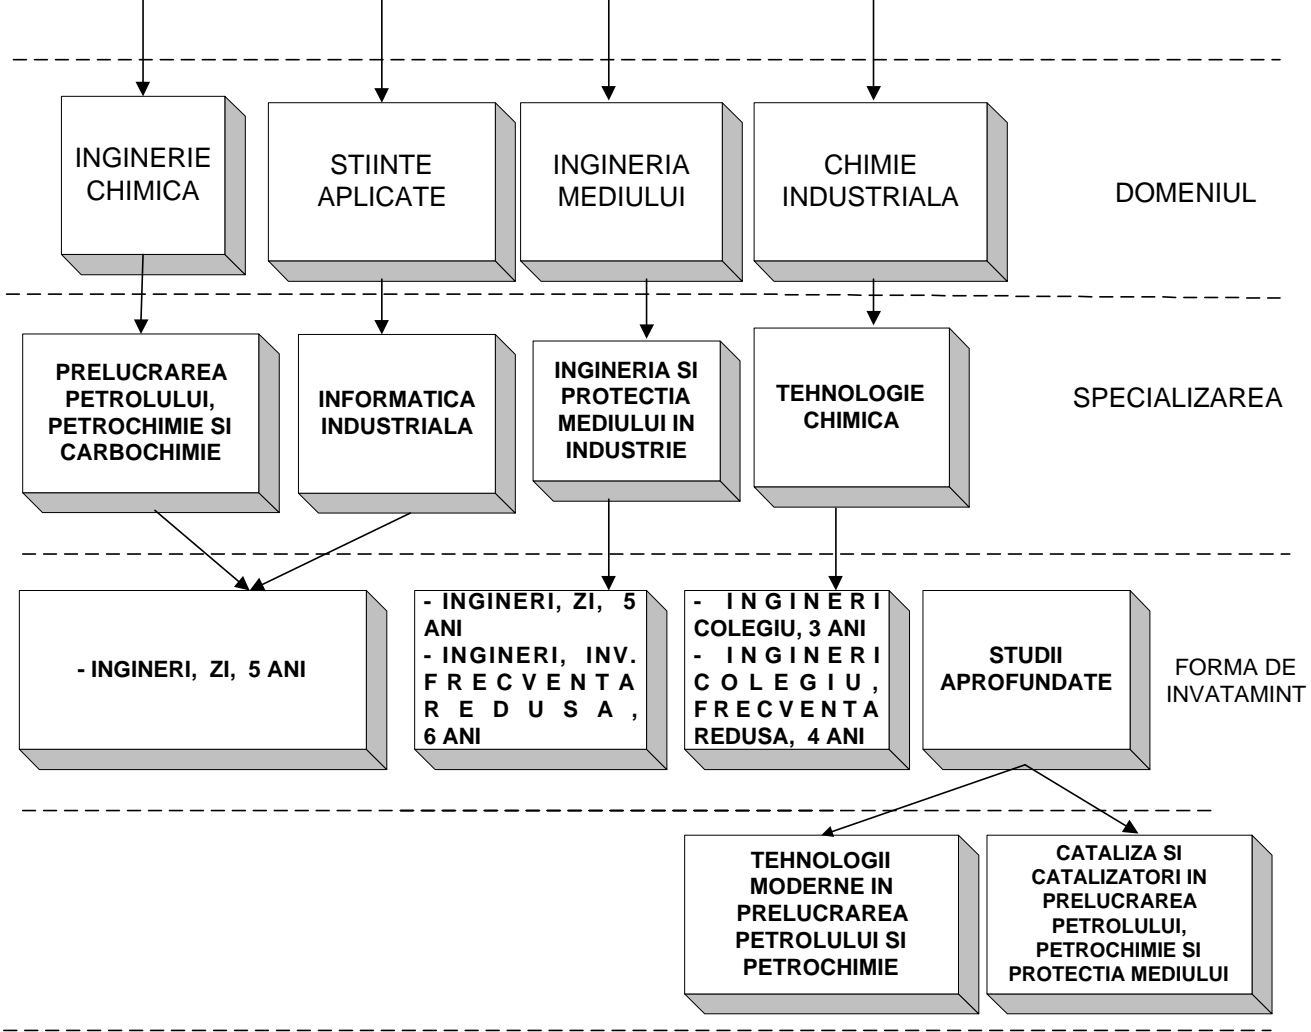 INGINERIE
CHIMICA
STIINTE
APLICATE
INGINERIA
MEDIULUI
CHIMIE
INDUSTRIALA
DOMENIUL
PRELUCRAREA
PETROLULUI,
PETROCHIMIE SI
CARBOCHIMIE
INFORMATICA
INDUSTRIALA
INGINERIA SI
PROTECTIA
MEDIULUI IN
INDUSTRIE
TEHNOLOGIE
CHIMICA
SPECIALIZAREA
- INGINERI, ZI, 5 ANI
- INGINERI, ZI, 5
ANI
- INGINERI, INV.
FRECVENTA
REDUSA,
6 ANI
- INGINERI
COLEGIU, 3 ANI
- INGINERI
COLEGIU,
FRECVENTA
REDUSA, 4 ANI
STUDII
APROFUNDATE
FORMA DE
INVATAMINT
TEHNOLOGII
MODERNE IN
PRELUCRAREA
PETROLULUI SI
PETROCHIMIE
CATALIZA SI
CATALIZATORI IN
PRELUCRAREA
PETROLULUI,
PETROCHIMIE SI
PROTECTIA MEDIULUI